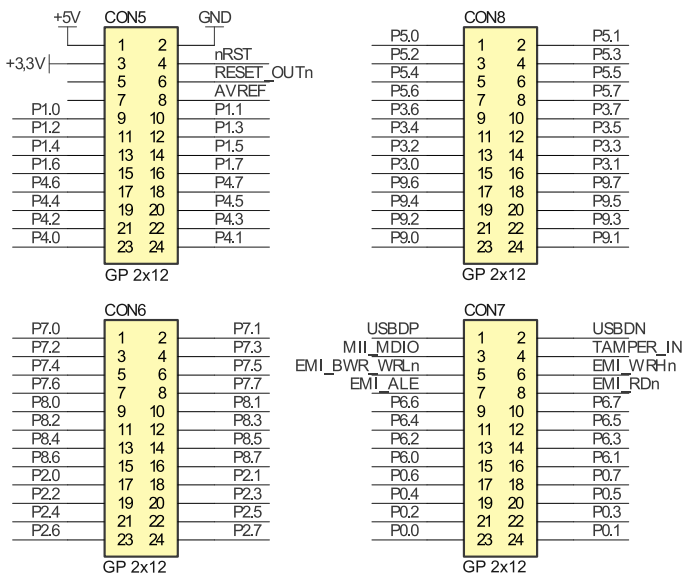 CON5
+5V GND
1 2
+3,3V 3 4 nRST
5 6 RESET_OUTn
7 8 AVREF
P1.0 9 10 P1.1
P1.2 11 12 P1.3
P1.4 13 14 P1.5
P1.6 15 16 P1.7
P4.6 17 18 P4.7
P4.4 19 20 P4.5
P4.2 21 22 P4.3
P4.0 23 24 P4.1
GP 2x12
CON8
P5.0 1 2 P5.1
P5.2 3 4 P5.3
P5.4 5 6 P5.5
P5.6 7 8 P5.7
P3.6 9 10 P3.7
P3.4 11 12 P3.5
P3.2 13 14 P3.3
P3.0 15 16 P3.1
P9.6 17 18 P9.7
P9.4 19 20 P9.5
P9.2 21 22 P9.3
P9.0 23 24 P9.1
GP 2x12
CON6
P7.0 1 2 P7.1
P7.2 3 4 P7.3
P7.4 5 6 P7.5
P7.6 7 8 P7.7
P8.0 9 10 P8.1
P8.2 11 12 P8.3
P8.4 13 14 P8.5
P8.6 15 16 P8.7
P2.0 17 18 P2.1
P2.2 19 20 P2.3
P2.4 21 22 P2.5
P2.6 23 24 P2.7
GP 2x12
CON7
USBDP 1 2 USBDN
MII_MDIO 3 4 TAMPER_IN
EMI_BWR_WRLn 5 6 EMI_WRHn
EMI_ALE 7 8 EMI_RDn
P6.6 9 10 P6.7
P6.4 11 12 P6.5
P6.2 13 14 P6.3
P6.0 15 16 P6.1
P0.6 17 18 P0.7
P0.4 19 20 P0.5
P0.2 21 22 P0.3
P0.0 23 24 P0.1
GP 2x12